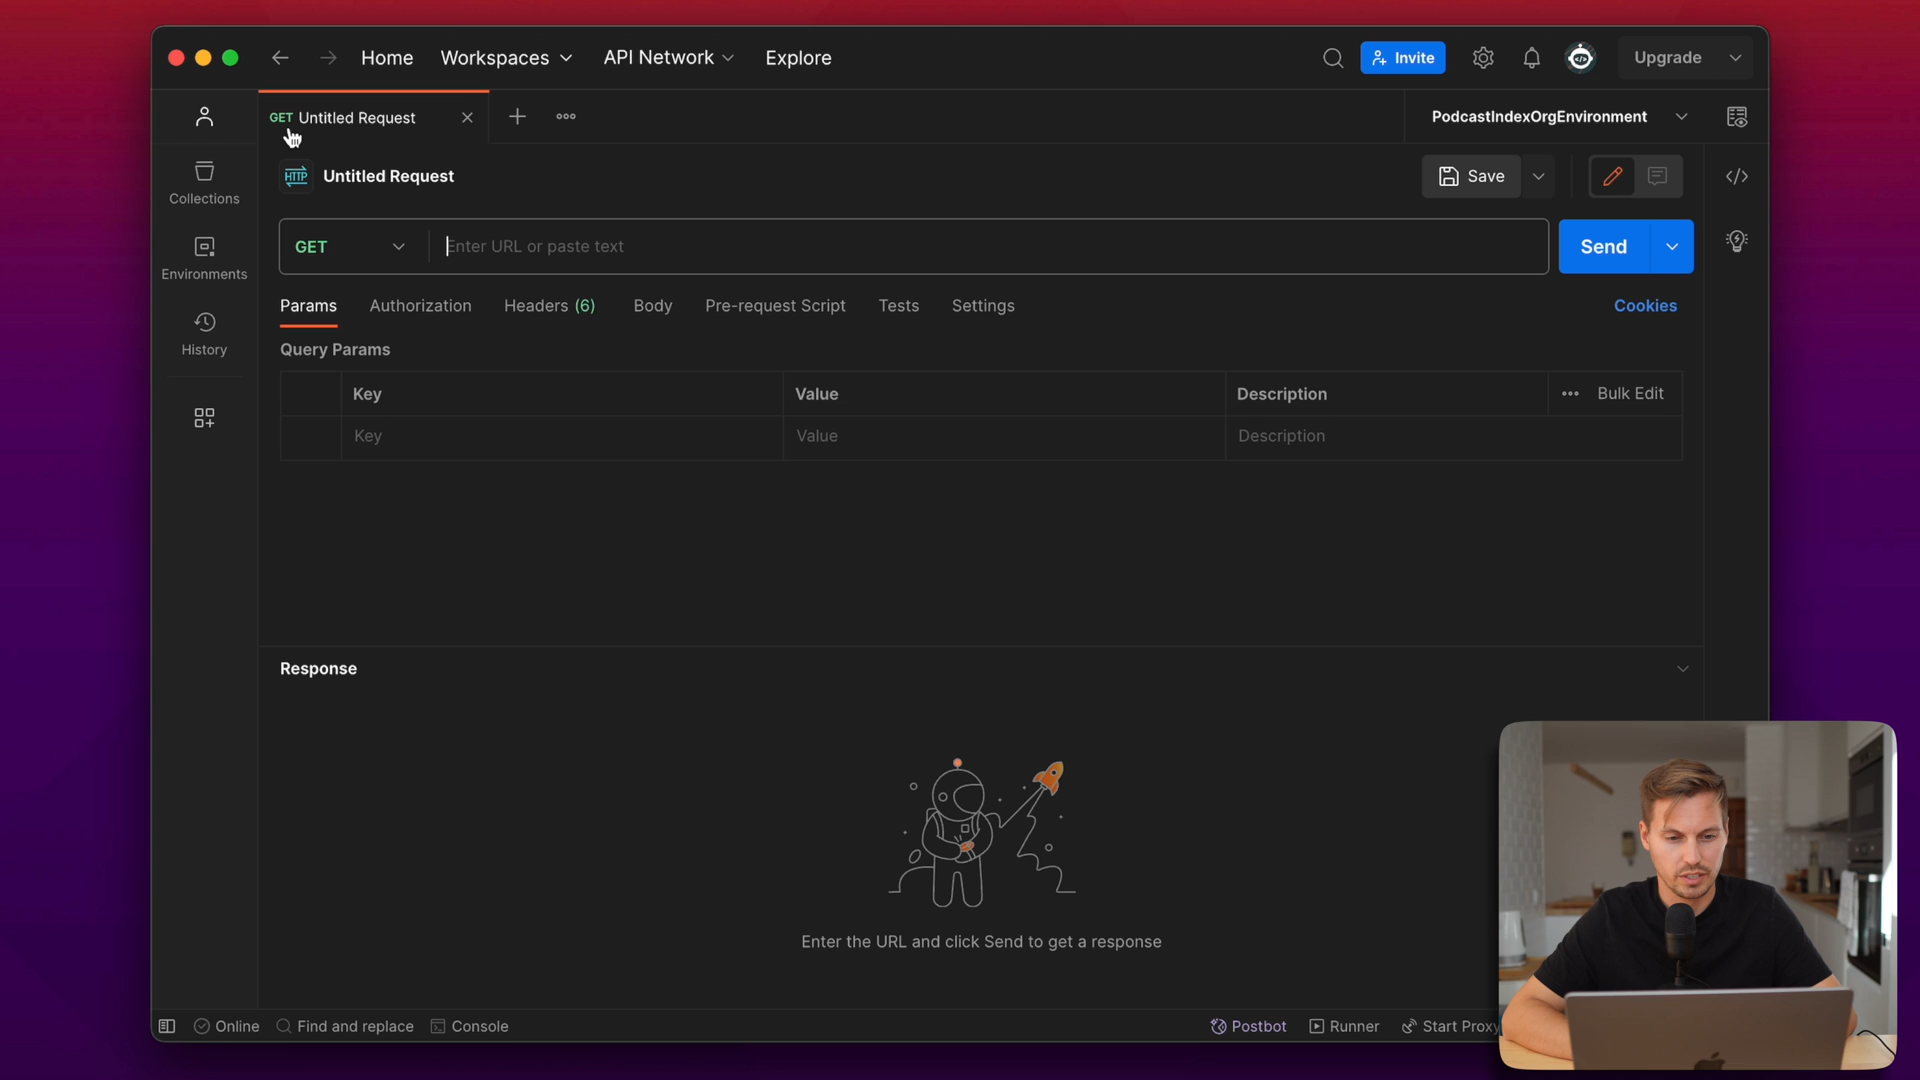 Home Workspaces API Network Explore Invite Upgrade
GET Untitled Request PodcastIndexOrgEnvironment
HTTP Untitled Request Save
Collections
Environments
History
GET Enter URL or paste text Send
Params Authorization Headers (6) Body Pre-request Script Tests Settings Cookies
Query Params
Key Value Description Bulk Edit
Key Value Description
Response
Enter the URL and click Send to get a response
Online Find and replace Console Postbot Runner Start Proxy